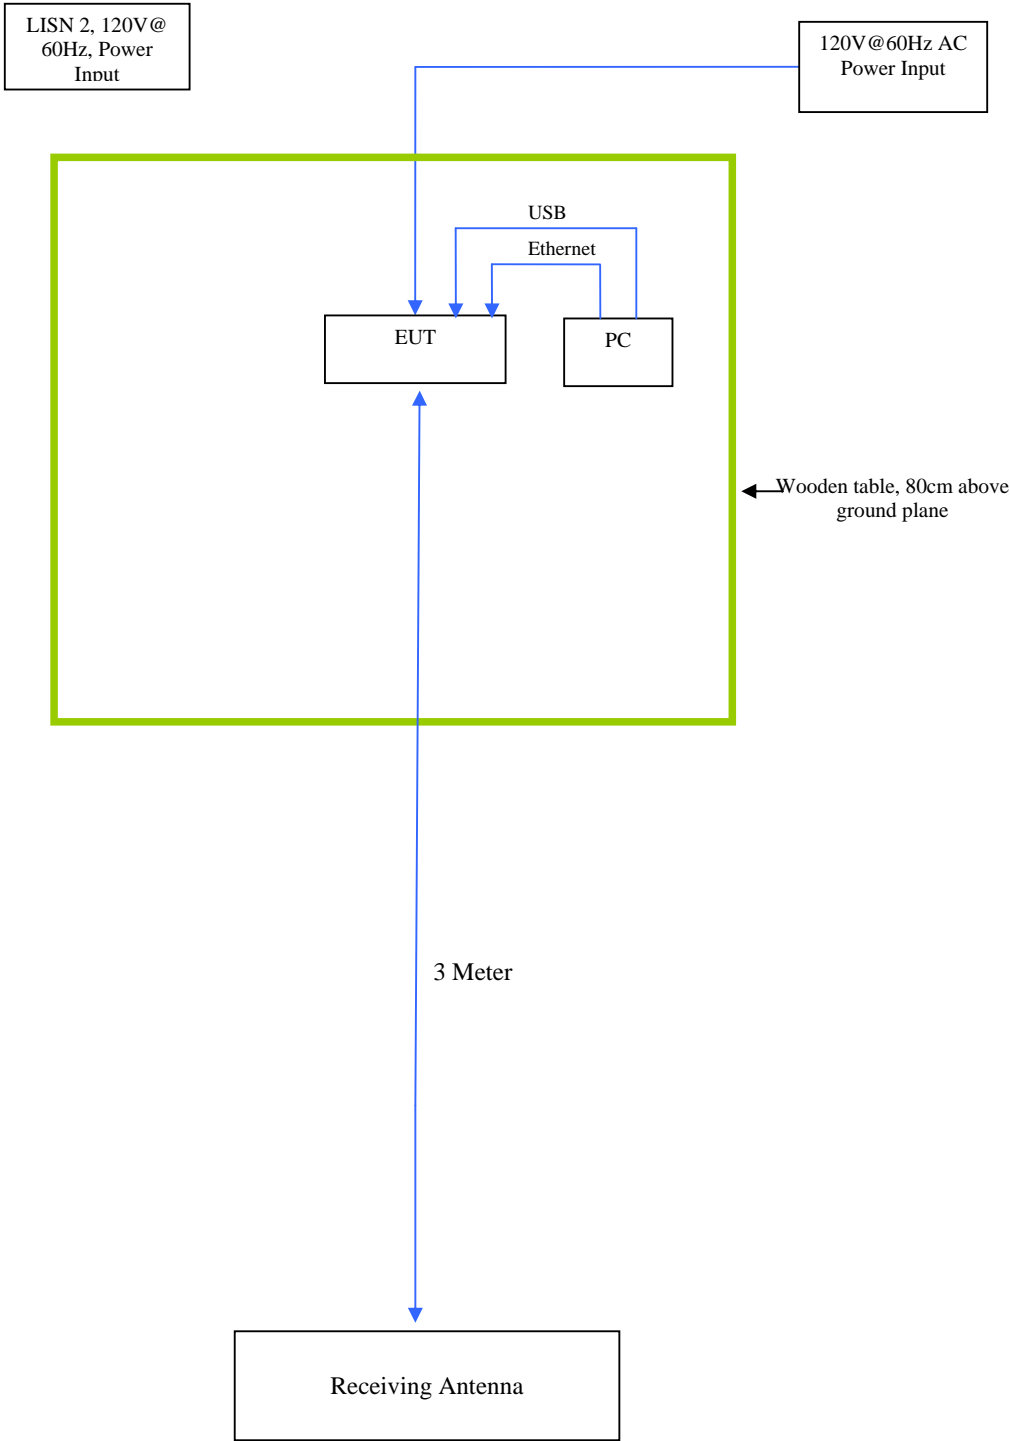 LISN 2, 120V@
60Hz, Power
Input
120V@60Hz AC
Power Input
USB
Ethernet
EUT
PC
Wooden table, 80cm above
ground plane
3 Meter
Receiving Antenna